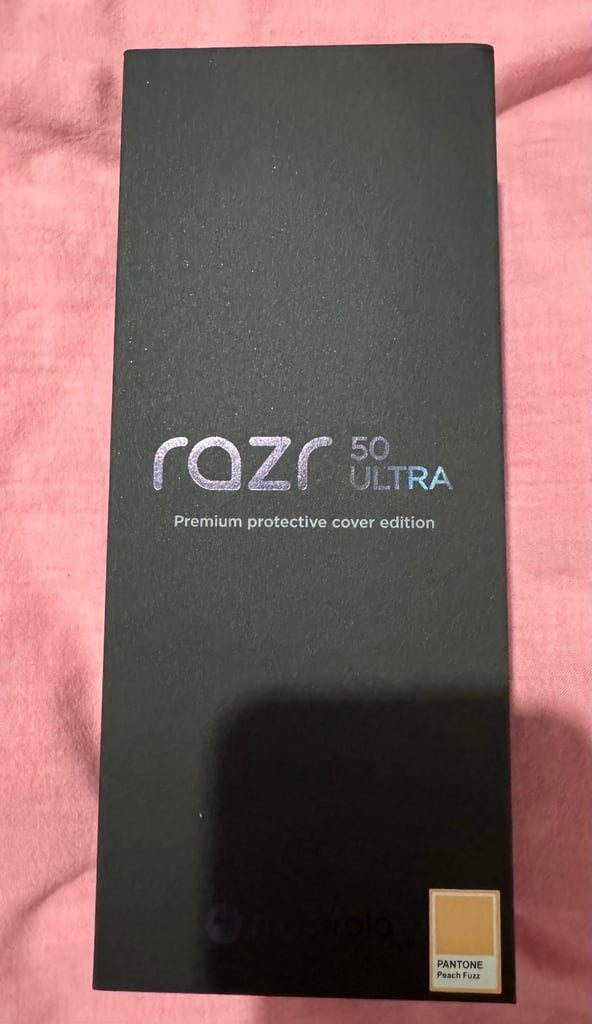 razr 50
ULTRA
Premium protective cover edition
motorola
PANTONE
Peach Fuzz